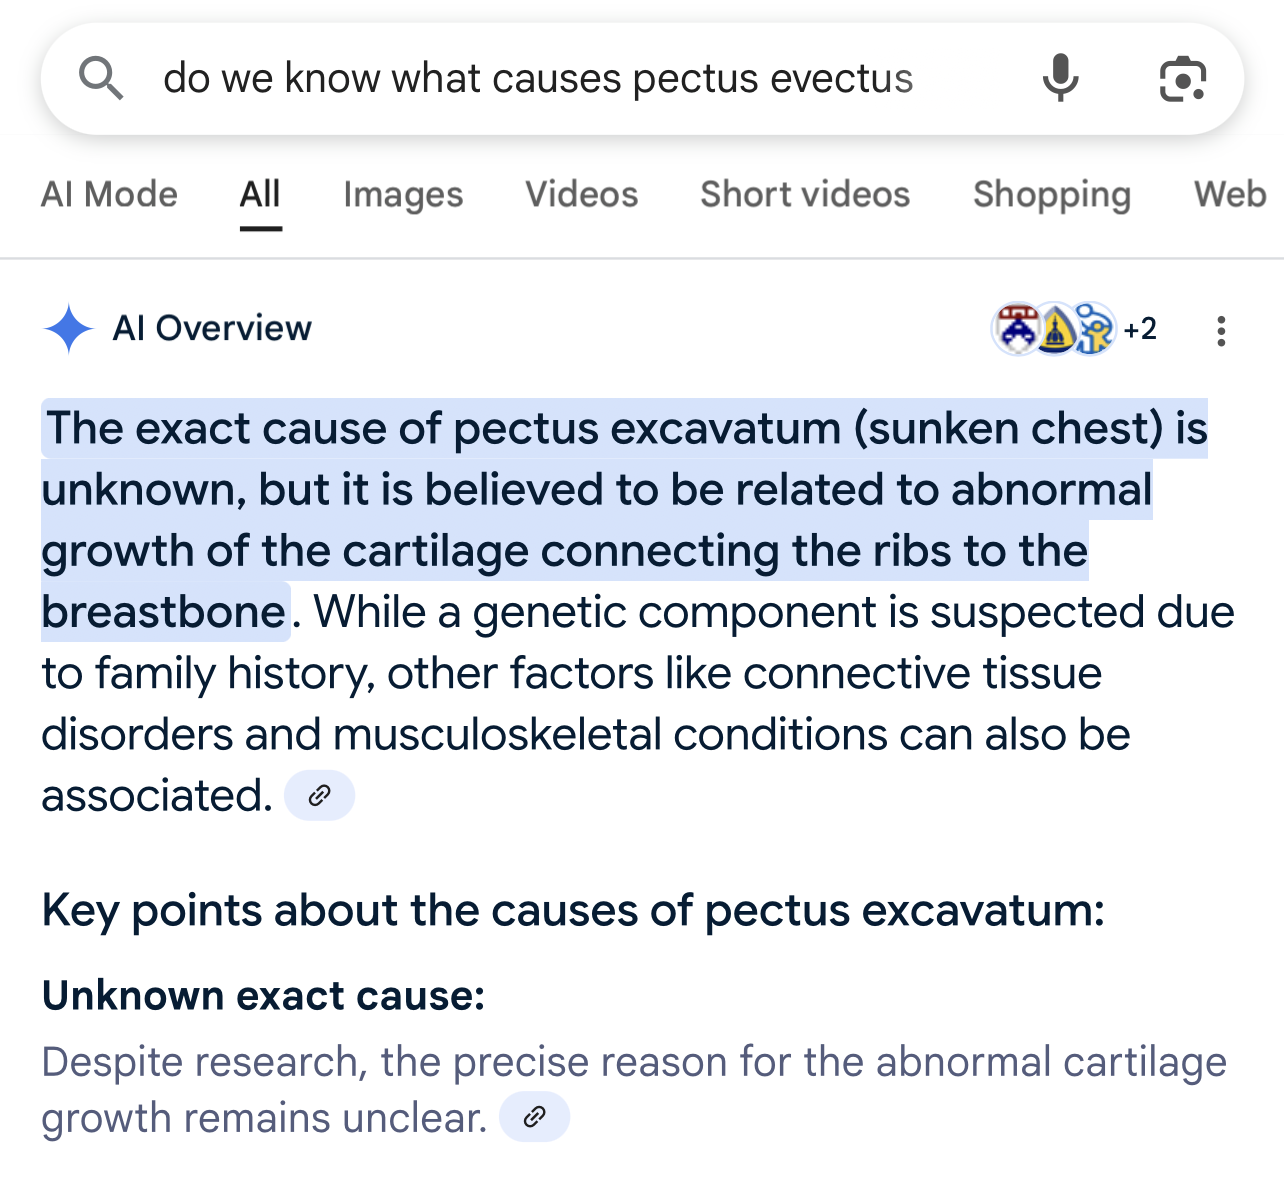 do we know what causes pectus evectus
AI Mode All Images Videos Short videos Shopping Web
AI Overview +2
The exact cause of pectus excavatum (sunken chest) is
unknown, but it is believed to be related to abnormal
growth of the cartilage connecting the ribs to the
breastbone. While a genetic component is suspected due
to family history, other factors like connective tissue
disorders and musculoskeletal conditions can also be
associated.
Key points about the causes of pectus excavatum:
Unknown exact cause:
Despite research, the precise reason for the abnormal cartilage
growth remains unclear.